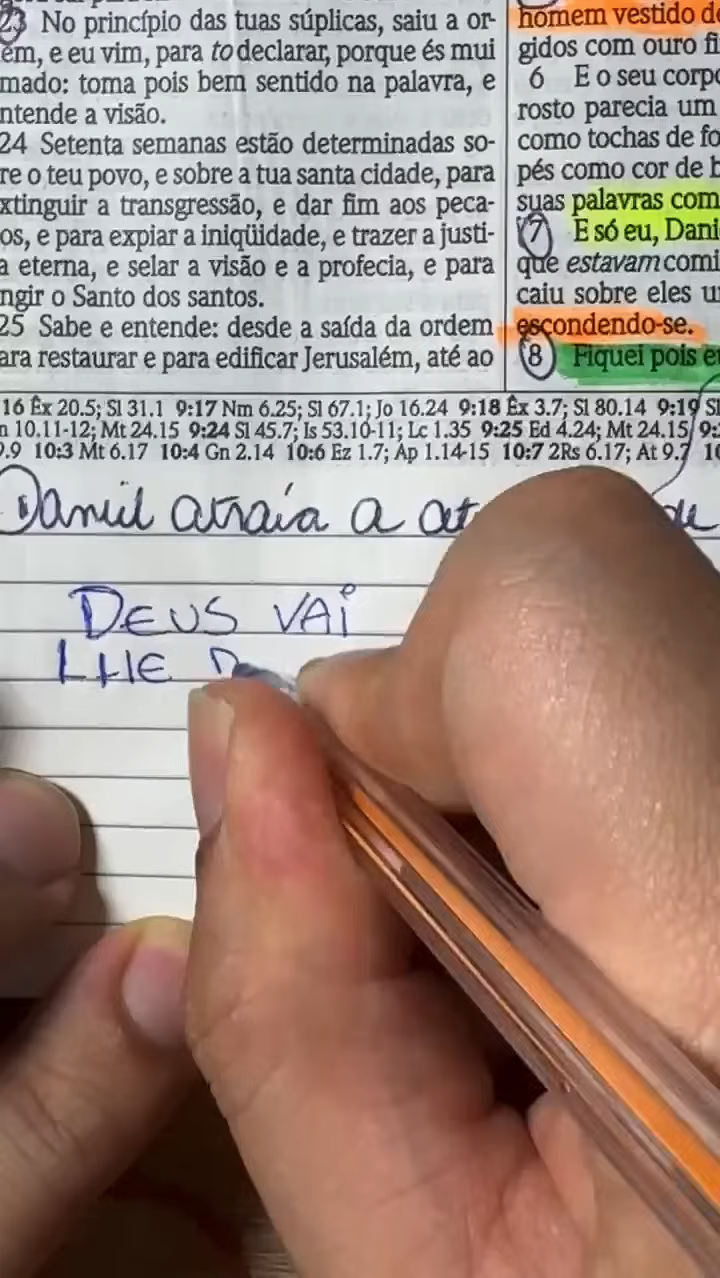 23 No princípio das tuas súplicas, saiu a or-
em, e eu vim, para to declarar, porque és mui
mado: toma pois bem sentido na palavra, e
ntende a visão.
24 Setenta semanas estão determinadas so-
re o teu povo, e sobre a tua santa cidade, para
xtinguir a transgressão, e dar fim aos peca-
os, e para expiar a iniqüidade, e trazer a justi-
a eterna, e selar a visão e a profecia, e para
ngir o Santo dos santos.
25 Sabe e entende: desde a saída da ordem
ara restaurar e para edificar Jerusalém, até ao
homem vestido d
gidos com ouro fi
6 E o seu corpo
rosto parecia um
como tochas de fo
pés como cor de b
suas palavras com
7 E só eu, Dani
que estavam comi
caiu sobre eles u
escondendo-se.
8 Fiquei pois e
16 Êx 20.5; Sl 31.1 9:17 Nm 6.25; Sl 67.1; Jo 16.24 9:18 Êx 3.7; Sl 80.14 9:19 Sl
n 10.11-12; Mt 24.15 9:24 Sl 45.7; Is 53.10-11; Lc 1.35 9:25 Ed 4.24; Mt 24.15 9:
9.9 10:3 Mt 6.17 10:4 Gn 2.14 10:6 Ez 1.7; Ap 1.14-15 10:7 2Rs 6.17; At 9.7 10
Daniel atraía a at de
DEUS VAI
LHE D